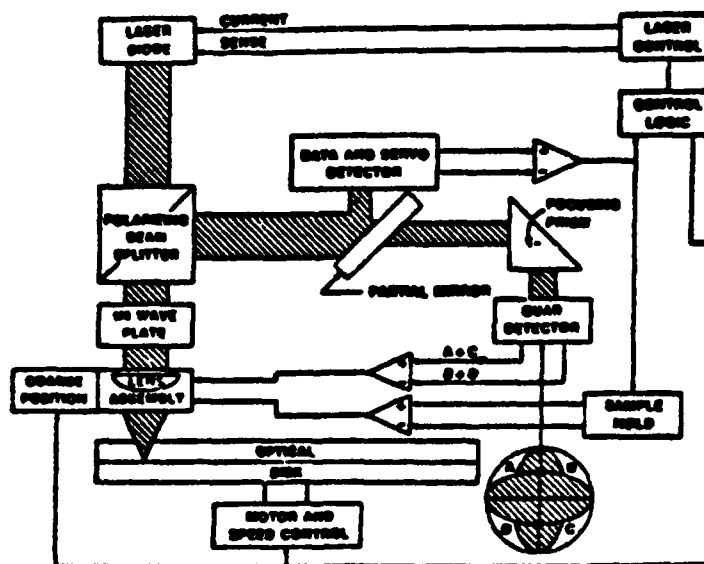 LASER
DIODE
CURRENT
SENSE
LASER
CONTROL
CONTROL
LOGIC
DATA AND SERVO
DETECTOR
+
-
POLARIZING
BEAM
SPLITTER
FOCUSING
PRISM
PARTIAL MIRROR
1/4 WAVE
PLATE
QUAD
DETECTOR
A + C
B + D
COARSE
POSITION
LENS
ASSEMBLY
SAMPLE
HOLD
OPTICAL
DISK
MOTOR AND
SPEED CONTROL
A
B
D
C